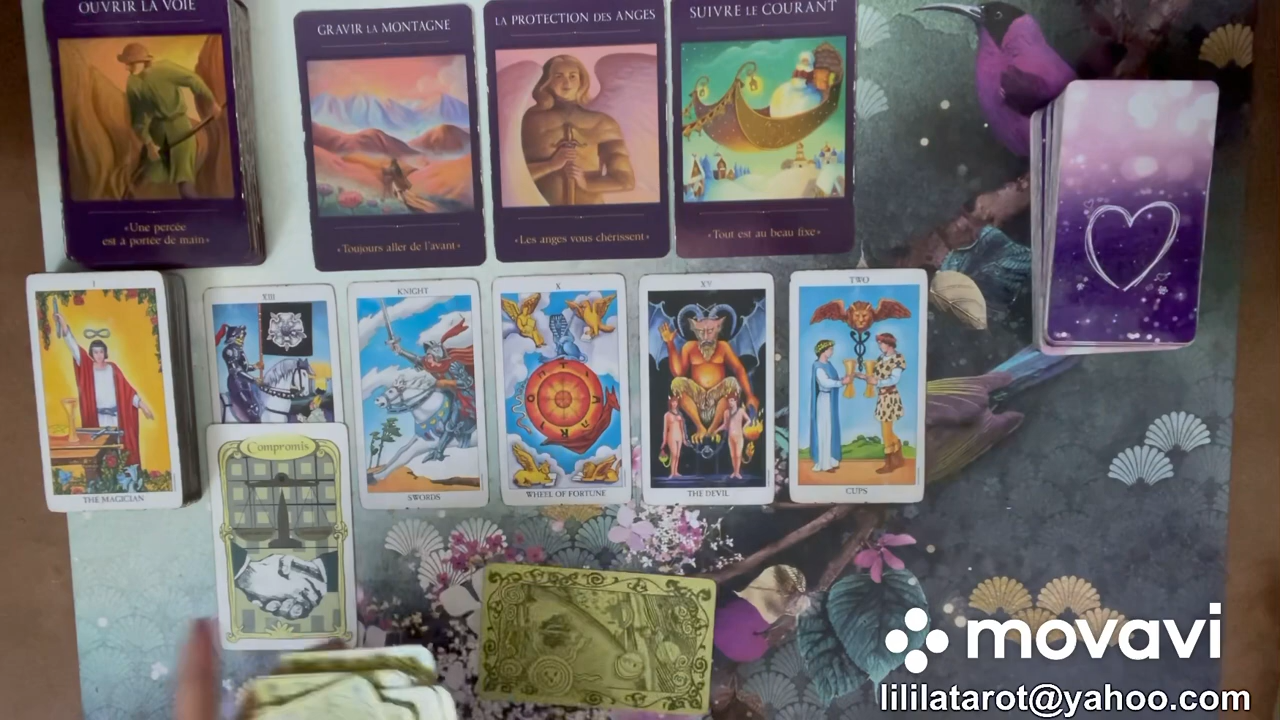 OUVRIR LA VOIE
«Une percée
est à portée de main»
GRAVIR LA MONTAGNE
«Toujours aller de l'avant»
LA PROTECTION DES ANGES
«Les anges vous chérissent»
SUIVRE LE COURANT
«Tout est au beau fixe»
I
THE MAGICIAN
XIII
KNIGHT
SWORDS
X
WHEEL OF FORTUNE
XV
THE DEVIL
TWO
CUPS
Compromis
movavi
lililatarot@yahoo.com